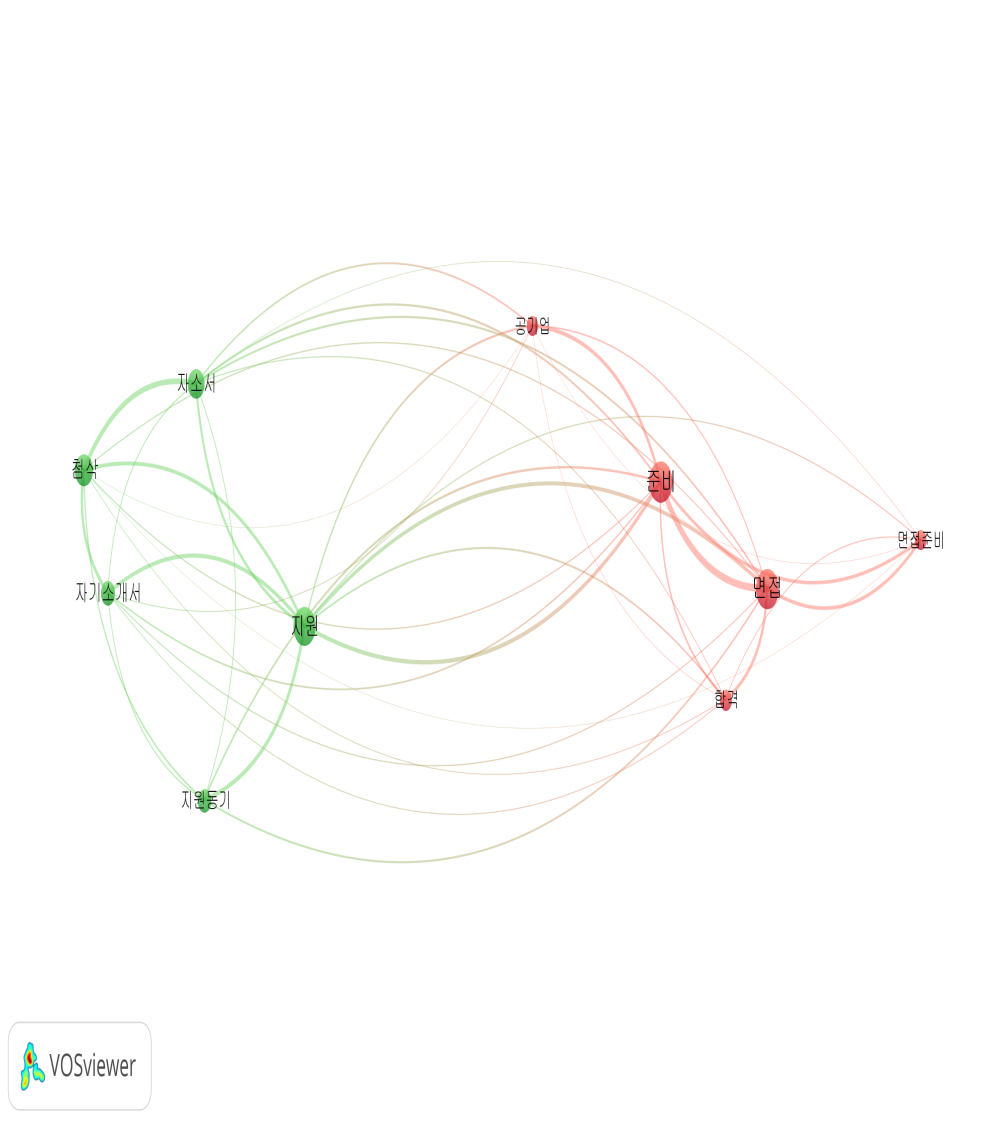 공기업
자소서
첨삭
준비
면접준비
면접
자기소개서
지원
합격
지원동기
VOSviewer